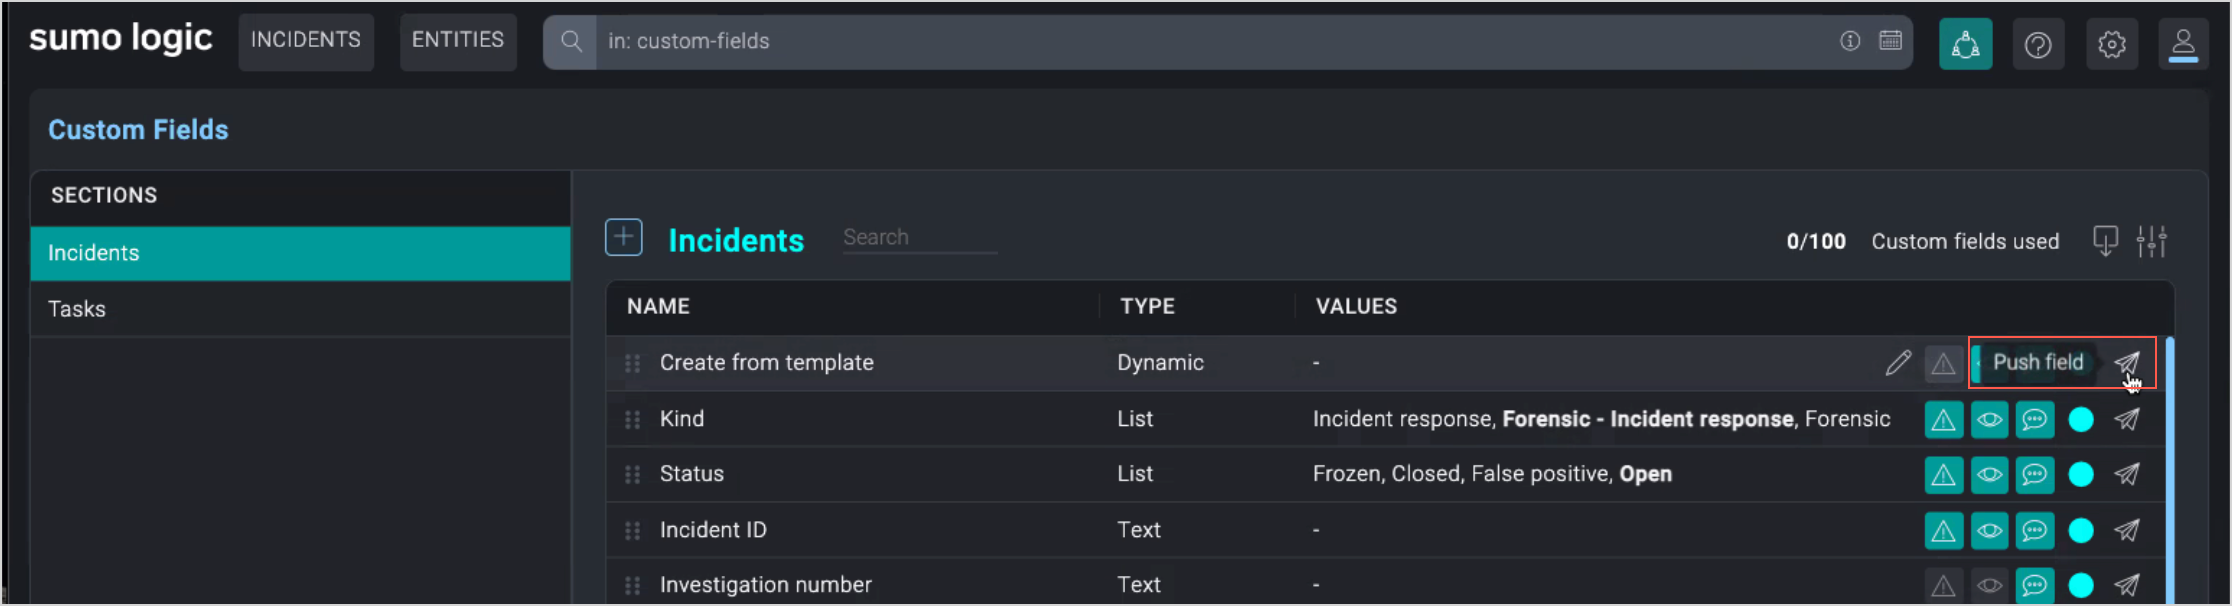 sumo logic INCIDENTS ENTITIES in: custom-fields
Custom Fields
SECTIONS
Incidents
Tasks
Incidents Search 0/100 Custom fields used
NAME TYPE VALUES
Create from template Dynamic - Push field
Kind List Incident response, Forensic - Incident response, Forensic
Status List Frozen, Closed, False positive, Open
Incident ID Text -
Investigation number Text -